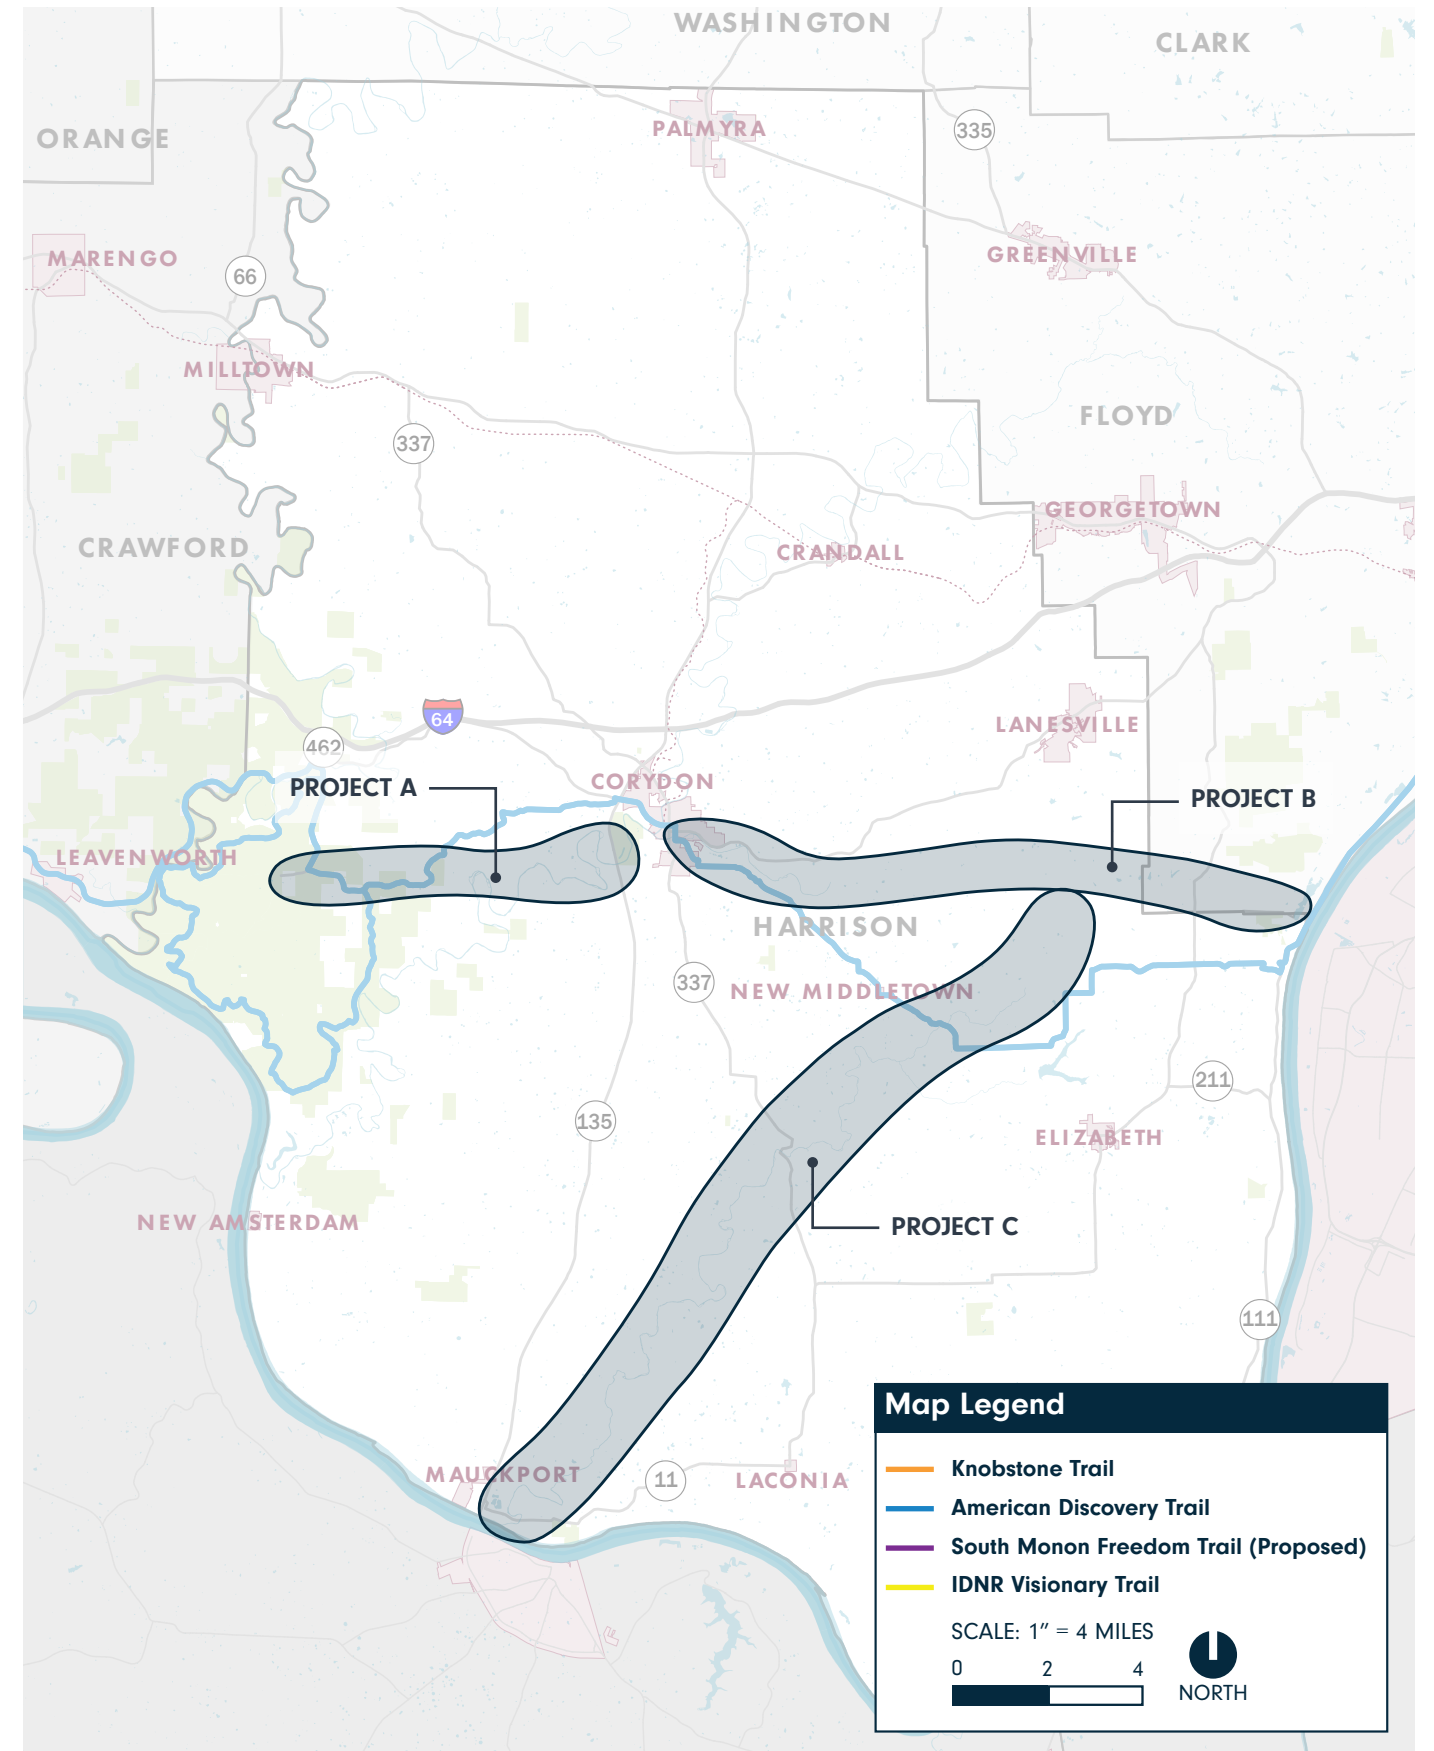 WASHINGTON
CLARK
ORANGE
PALMYRA
335
MARENGO
66
GREENVILLE
MILLTOWN
FLOYD
337
GEORGETOWN
CRAWFORD
CRANDALL
64
LANESVILLE
462
CORYDON
PROJECT A
PROJECT B
LEAVENWORTH
HARRISON
337
NEW MIDDLETOWN
211
135
ELIZABETH
NEW AMSTERDAM
PROJECT C
111
MAUCKPORT
11
LACONIA
Map Legend
Knobstone Trail
American Discovery Trail
South Monon Freedom Trail (Proposed)
IDNR Visionary Trail
SCALE: 1" = 4 MILES
0 2 4
NORTH